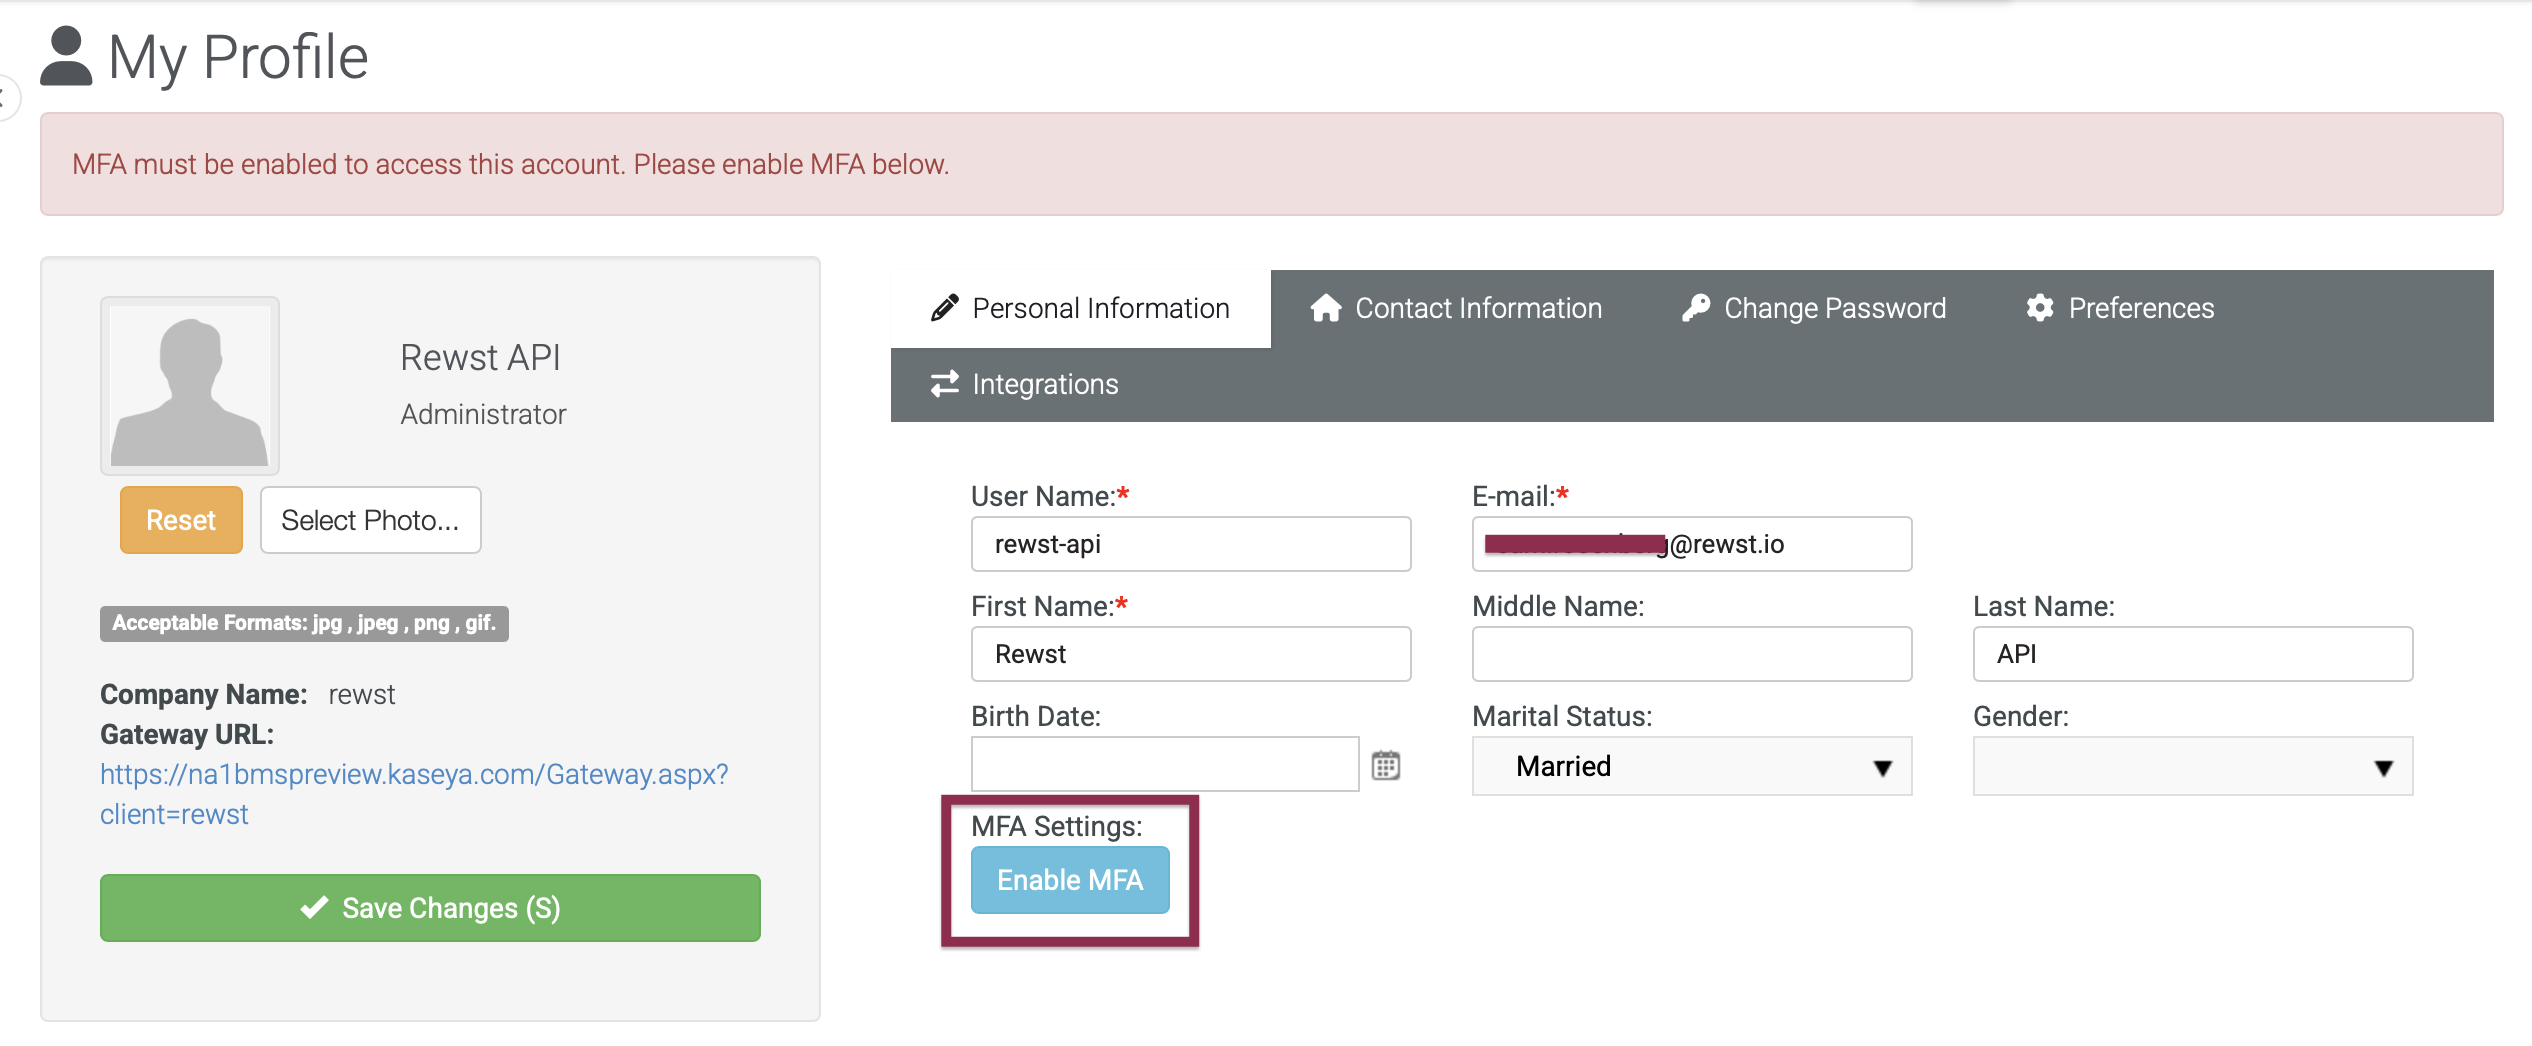 My Profile
MFA must be enabled to access this account. Please enable MFA below.
Rewst API
Administrator
Reset
Select Photo...
Acceptable Formats: jpg , jpeg , png , gif.
Company Name: rewst
Gateway URL:
https://na1bmspreview.kaseya.com/Gateway.aspx?
client=rewst
Save Changes (S)
Personal Information
Contact Information
Change Password
Preferences
Integrations
User Name:*
rewst-api
E-mail:*
@rewst.io
First Name:*
Rewst
Middle Name:
Last Name:
API
Birth Date:
Marital Status:
Married
Gender:
MFA Settings:
Enable MFA